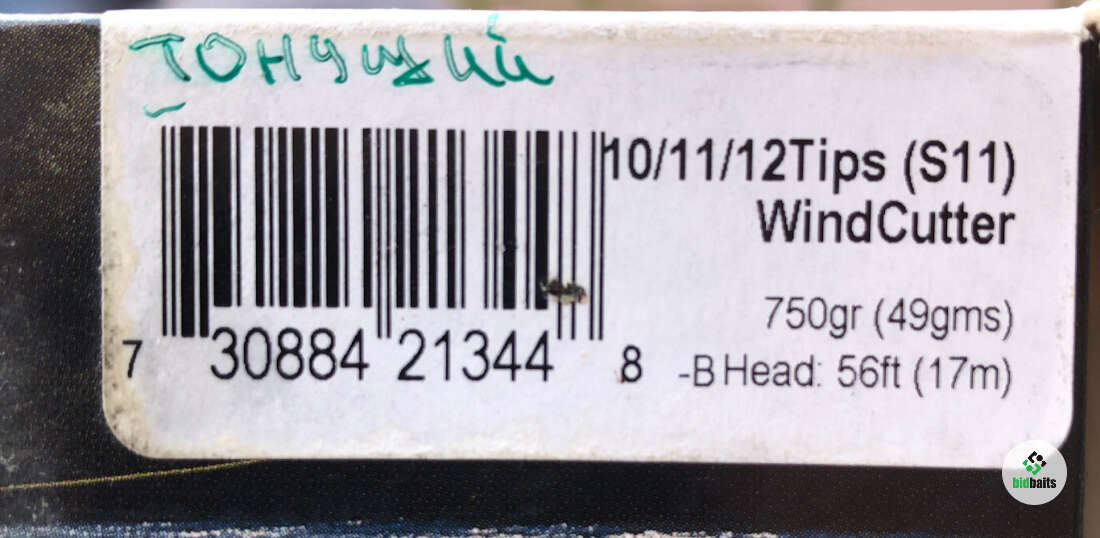 ТОНУЩИЙ
10/11/12Tips (S11)
WindCutter
750gr (49gms)
-B Head: 56ft (17m)
7 30884 21344 8
bidbaits